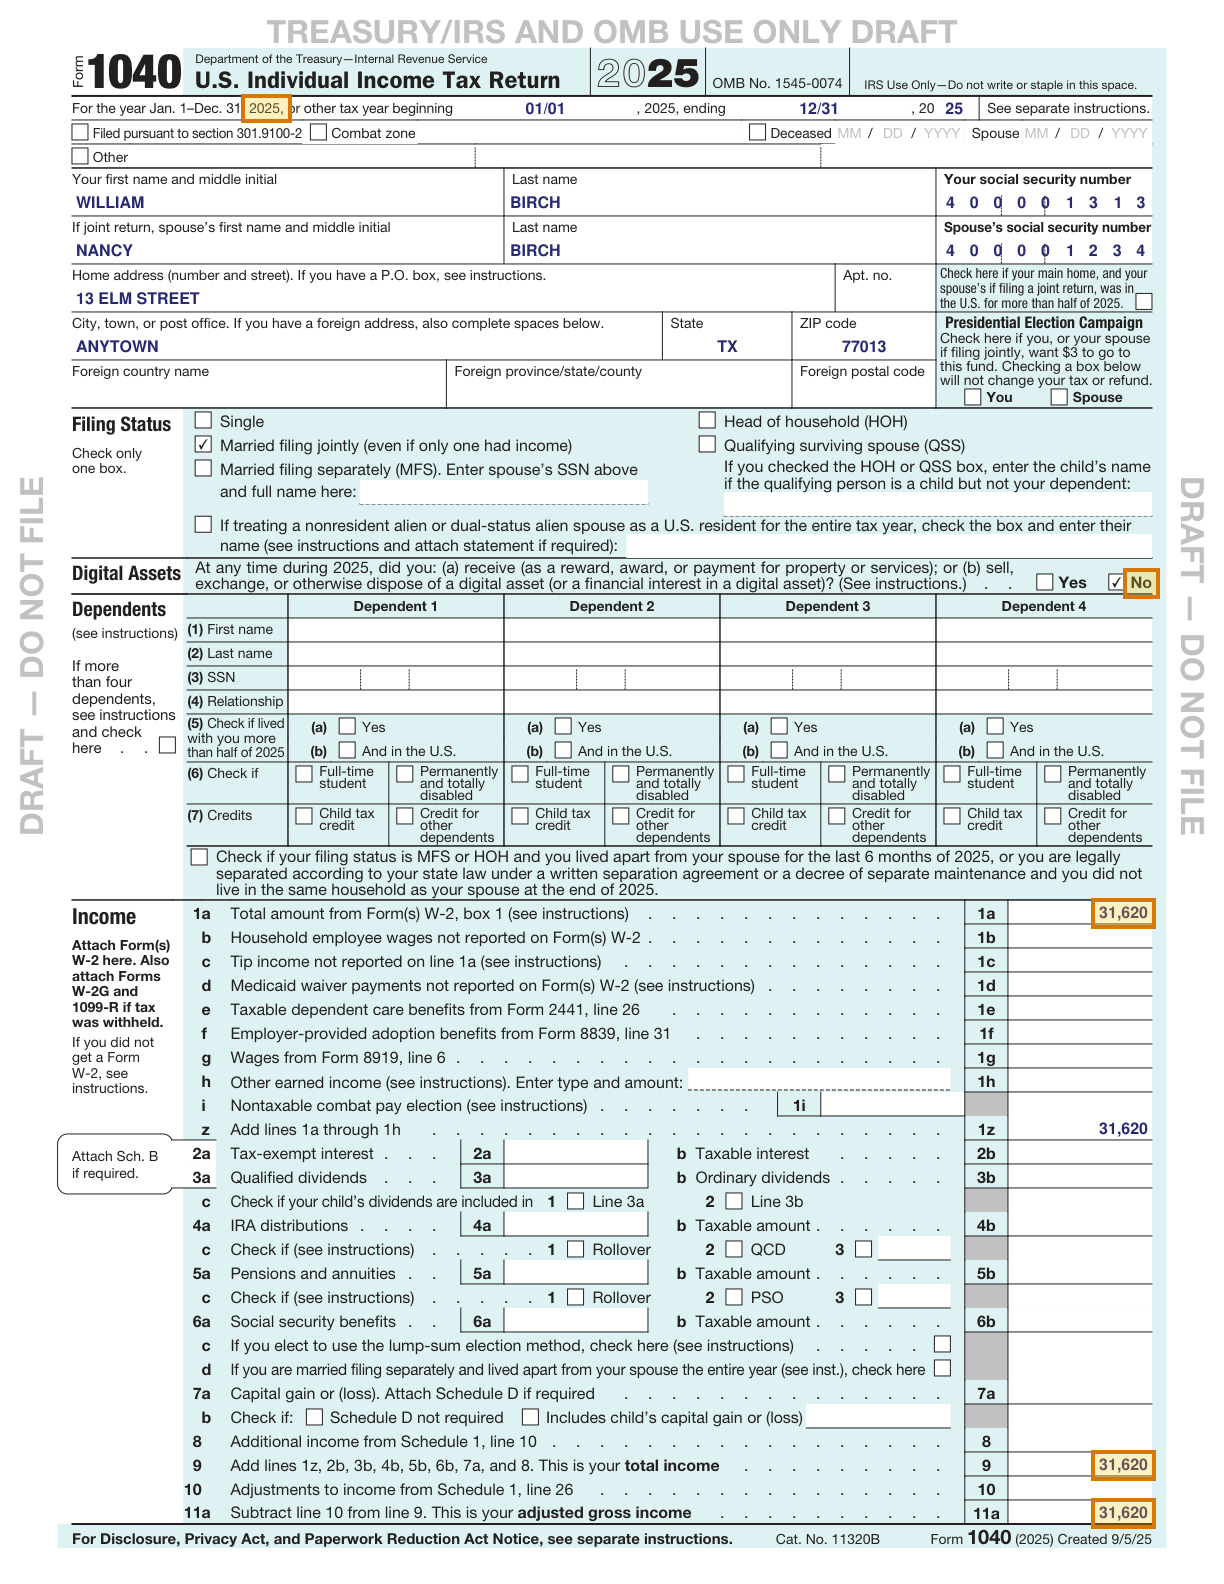 TREASURY/IRS AND OMB USE ONLY DRAFT
DRAFT — DO NOT FILE
DRAFT — DO NOT FILE
Form 1040 Department of the Treasury—Internal Revenue Service
U.S. Individual Income Tax Return 2025 OMB No. 1545-0074 IRS Use Only—Do not write or staple in this space.
For the year Jan. 1–Dec. 31 2025, or other tax year beginning 01/01 , 2025, ending 12/31 , 20 25 See separate instructions.
Filed pursuant to section 301.9100-2 Combat zone Deceased MM / DD / YYYY Spouse MM / DD / YYYY
Other
Your first name and middle initial Last name Your social security number
WILLIAM BIRCH 4 0 0 0 0 1 3 1 3
If joint return, spouse's first name and middle initial Last name Spouse's social security number
NANCY BIRCH 4 0 0 0 0 1 2 3 4
Home address (number and street). If you have a P.O. box, see instructions. Apt. no.
13 ELM STREET
Check here if your main home, and your
spouse's if filing a joint return, was in
the U.S. for more than half of 2025.
City, town, or post office. If you have a foreign address, also complete spaces below. State ZIP code
ANYTOWN TX 77013
Foreign country name Foreign province/state/county Foreign postal code
Presidential Election Campaign
Check here if you, or your spouse
if filing jointly, want $3 to go to
this fund. Checking a box below
will not change your tax or refund.
You Spouse
Filing Status
Check only
one box.
Single Head of household (HOH)
✓ Married filing jointly (even if only one had income) Qualifying surviving spouse (QSS)
Married filing separately (MFS). Enter spouse's SSN above
and full name here:
If you checked the HOH or QSS box, enter the child's name
if the qualifying person is a child but not your dependent:
If treating a nonresident alien or dual-status alien spouse as a U.S. resident for the entire tax year, check the box and enter their
name (see instructions and attach statement if required):
Digital Assets
At any time during 2025, did you: (a) receive (as a reward, award, or payment for property or services); or (b) sell,
exchange, or otherwise dispose of a digital asset (or a financial interest in a digital asset)? (See instructions.) . . Yes ✓ No
Dependents
(see instructions)
If more
than four
dependents,
see instructions
and check
here . .
Dependent 1 Dependent 2 Dependent 3 Dependent 4
(1) First name
(2) Last name
(3) SSN
(4) Relationship
(5) Check if lived
with you more
than half of 2025
(a) Yes (a) Yes (a) Yes (a) Yes
(b) And in the U.S. (b) And in the U.S. (b) And in the U.S. (b) And in the U.S.
(6) Check if Full-time student Permanently and totally disabled Full-time student Permanently and totally disabled Full-time student Permanently and totally disabled Full-time student Permanently and totally disabled
(7) Credits Child tax credit Credit for other dependents Child tax credit Credit for other dependents Child tax credit Credit for other dependents Child tax credit Credit for other dependents
Check if your filing status is MFS or HOH and you lived apart from your spouse for the last 6 months of 2025, or you are legally
separated according to your state law under a written separation agreement or a decree of separate maintenance and you did not
live in the same household as your spouse at the end of 2025.
Income
Attach Form(s)
W-2 here. Also
attach Forms
W-2G and
1099-R if tax
was withheld.
If you did not
get a Form
W-2, see
instructions.
Attach Sch. B
if required.
1a Total amount from Form(s) W-2, box 1 (see instructions) 1a 31,620
b Household employee wages not reported on Form(s) W-2 1b
c Tip income not reported on line 1a (see instructions) 1c
d Medicaid waiver payments not reported on Form(s) W-2 (see instructions) 1d
e Taxable dependent care benefits from Form 2441, line 26 1e
f Employer-provided adoption benefits from Form 8839, line 31 1f
g Wages from Form 8919, line 6 1g
h Other earned income (see instructions). Enter type and amount: 1h
i Nontaxable combat pay election (see instructions) 1i
z Add lines 1a through 1h 1z 31,620
2a Tax-exempt interest 2a b Taxable interest 2b
3a Qualified dividends 3a b Ordinary dividends 3b
c Check if your child's dividends are included in 1 Line 3a 2 Line 3b
4a IRA distributions 4a b Taxable amount 4b
c Check if (see instructions) 1 Rollover 2 QCD 3
5a Pensions and annuities 5a b Taxable amount 5b
c Check if (see instructions) 1 Rollover 2 PSO 3
6a Social security benefits 6a b Taxable amount 6b
c If you elect to use the lump-sum election method, check here (see instructions)
d If you are married filing separately and lived apart from your spouse the entire year (see inst.), check here
7a Capital gain or (loss). Attach Schedule D if required 7a
b Check if: Schedule D not required Includes child's capital gain or (loss)
8 Additional income from Schedule 1, line 10 8
9 Add lines 1z, 2b, 3b, 4b, 5b, 6b, 7a, and 8. This is your total income 9 31,620
10 Adjustments to income from Schedule 1, line 26 10
11a Subtract line 10 from line 9. This is your adjusted gross income 11a 31,620
For Disclosure, Privacy Act, and Paperwork Reduction Act Notice, see separate instructions. Cat. No. 11320B Form 1040 (2025) Created 9/5/25